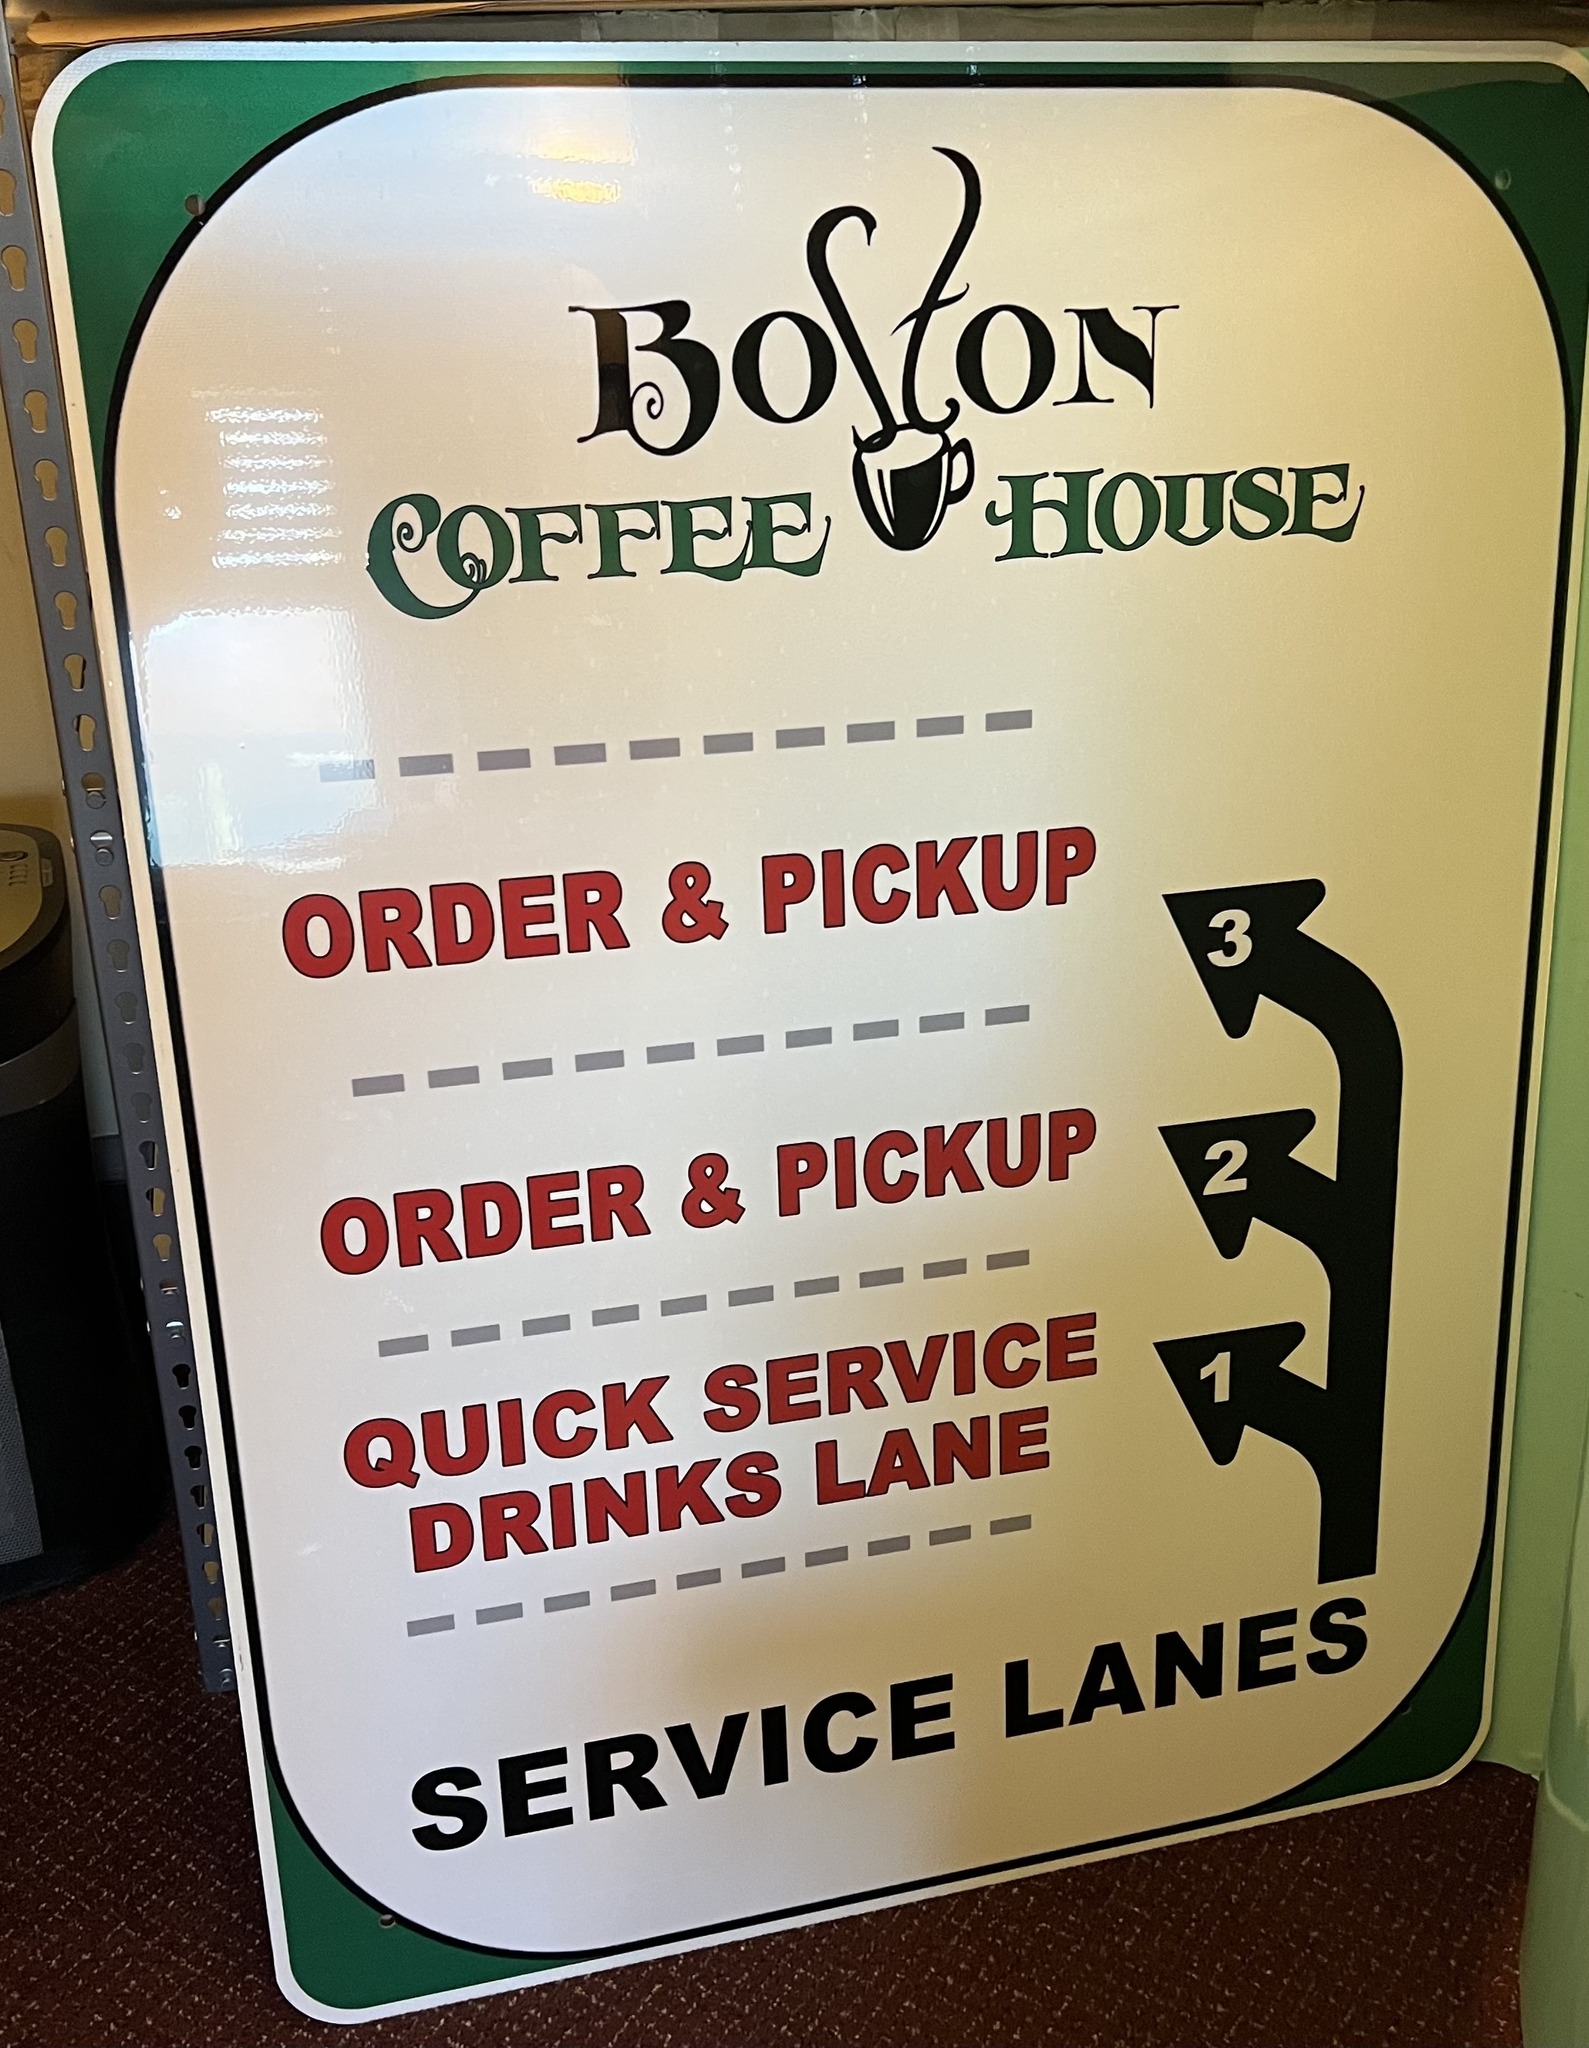 BOSTON
COFFEE HOUSE
ORDER & PICKUP
3
ORDER & PICKUP
2
QUICK SERVICE
DRINKS LANE
1
SERVICE LANES